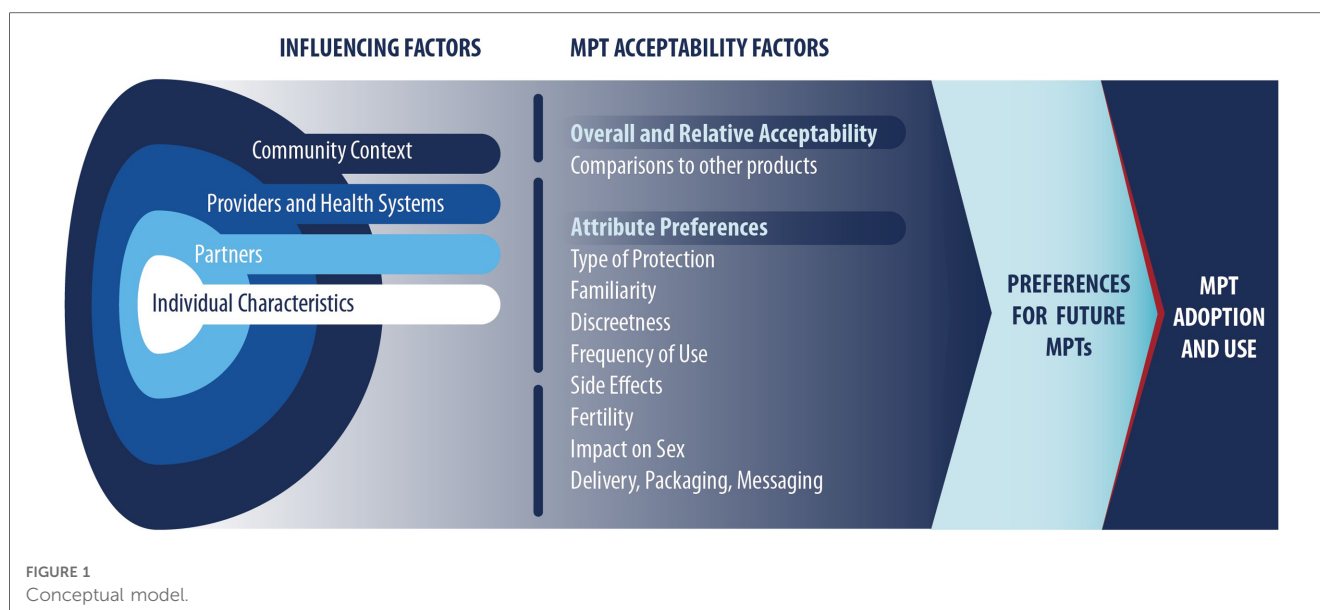 INFLUENCING FACTORS
MPT ACCEPTABILITY FACTORS
Community Context
Providers and Health Systems
Partners
Individual Characteristics
Overall and Relative Acceptability
Comparisons to other products
Attribute Preferences
Type of Protection
Familiarity
Discreetness
Frequency of Use
Side Effects
Fertility
Impact on Sex
Delivery, Packaging, Messaging
PREFERENCES
FOR FUTURE
MPTs
MPT
ADOPTION
AND USE
FIGURE 1
Conceptual model.